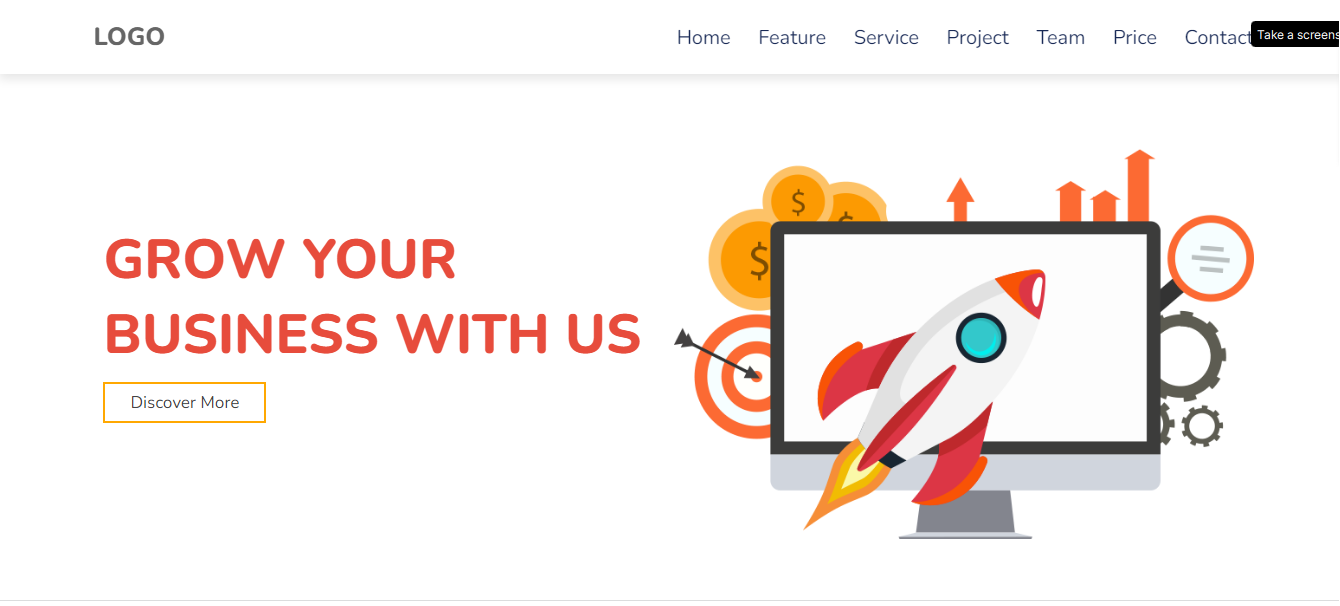 LOGO
Home Feature Service Project Team Price Contact
Take a screens
GROW YOUR
BUSINESS WITH US
Discover More
$
$
$